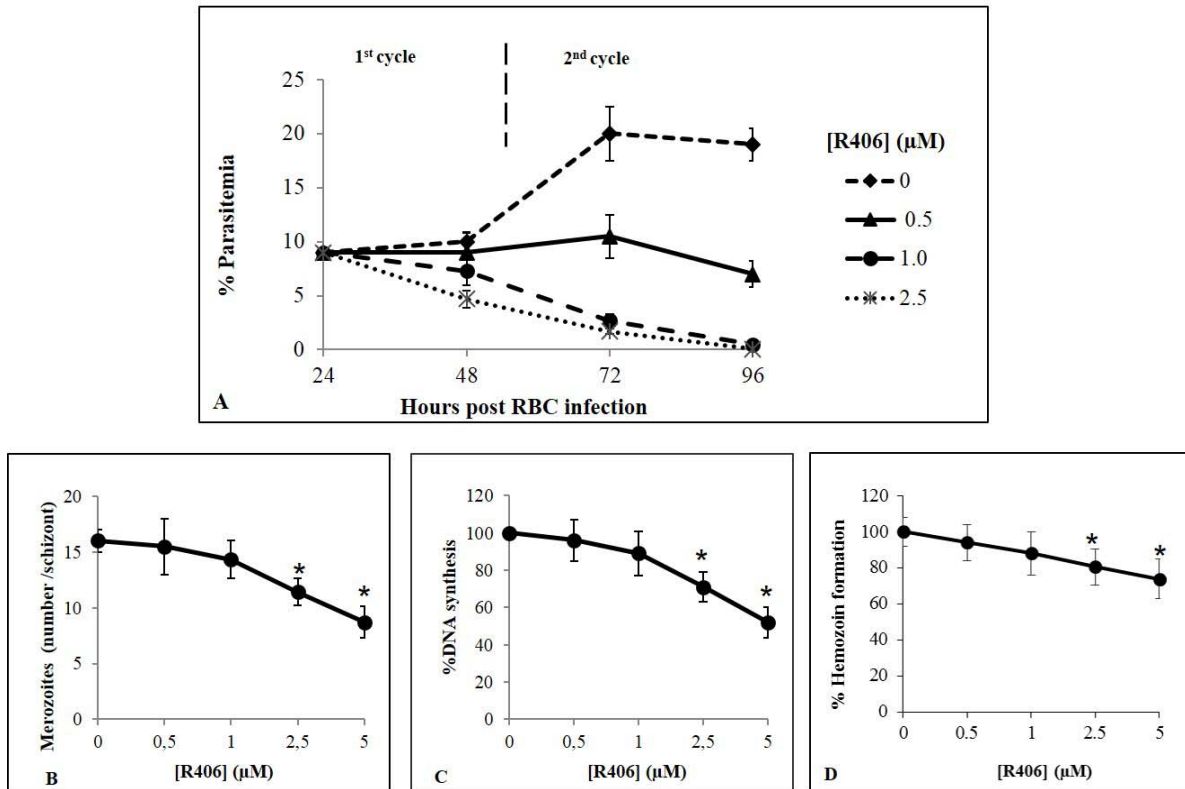 1st cycle
2nd cycle
25
20
15
10
5
0
% Parasitemia
24 48 72 96
Hours post RBC infection
A
[R406] (µM)
0
0.5
1.0
2.5
20
15
10
5
0
Merozoites (number /schizont)
* *
0 0,5 1 2,5 5
[R406] (µM)
B
120
100
80
60
40
20
0
%DNA synthesis
* *
0 0,5 1 2,5 5
[R406] (µM)
C
120
100
80
60
40
20
0
% Hemozoin formation
* *
0 0.5 1 2.5 5
[R406] (µM)
D